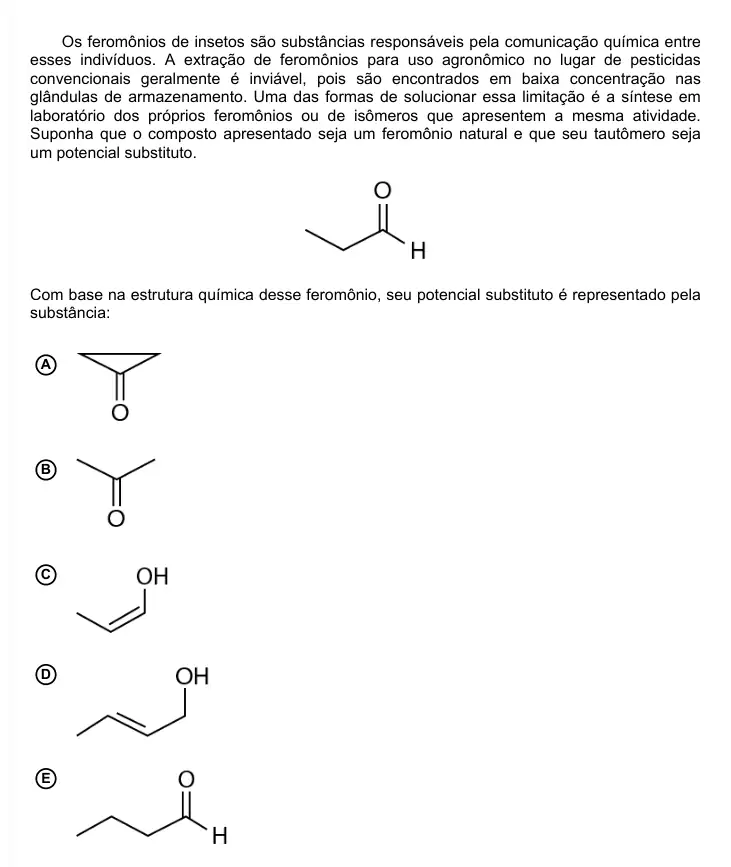 Os feromônios de insetos são substâncias responsáveis pela comunicação química entre
esses indivíduos. A extração de feromônios para uso agronômico no lugar de pesticidas
convencionais geralmente é inviável, pois são encontrados em baixa concentração nas
glândulas de armazenamento. Uma das formas de solucionar essa limitação é a síntese em
laboratório dos próprios feromônios ou de isômeros que apresentem a mesma atividade.
Suponha que o composto apresentado seja um feromônio natural e que seu tautômero seja
um potencial substituto.
O
H
Com base na estrutura química desse feromônio, seu potencial substituto é representado pela
substância:
A
O
B
O
C
OH
D
OH
E
O
H